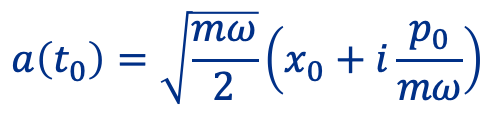 a(t₀) = √(mω/2) (x₀ + i p₀/mω)